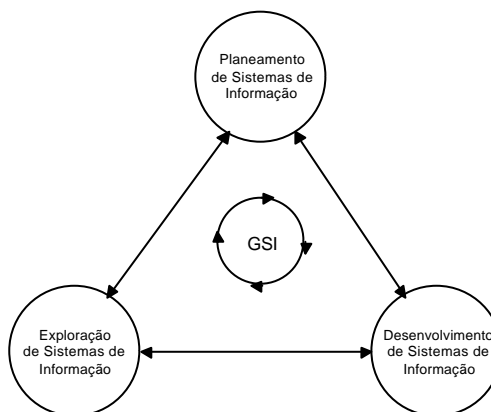 Planeamento
de Sistemas de
Informação
GSI
Exploração
de Sistemas de
Informação
Desenvolvimento
de Sistemas de
Informação